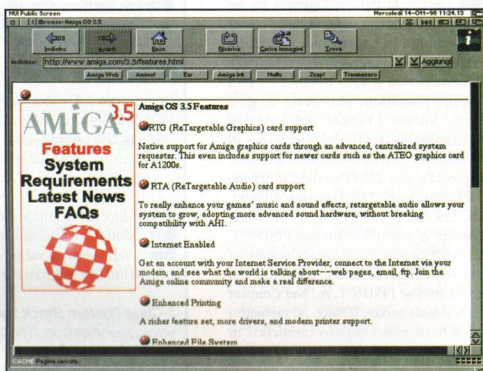 MUI Public Screen
Mercoledì 14-Ott-98 11:24.13
[1] IBrowse: Amiga OS 3.5
Indietro
Avanti
Base
Ricarica
Carica immagini
Trova
Indirizzo: http://www.amiga.com/3.5/features.html
Aggiungi
Amiga Web
Aminet
Ear
Amiga Int.
Traumazero
AMIGA 3.5
Features
System
Requirements
Latest News
FAQs
Amiga OS 3.5 Features
RTG (ReTargetable Graphics) card support
Native support for Amiga graphics cards through an advanced, centralized system
requester. This even includes support for newer cards such as the ATEO graphics card
for A1200s.
RTA (ReTargetable Audio) card support
To really enhance your games' music and sound effects, retargetable audio allows your
system to grow, adopting more advanced sound hardware, without breaking
compatibility with AHI.
Internet Enabled
Get an account with your Internet Service Provider, connect to the Internet via your
modem, and see what the world is talking about--web pages, email, ftp. Join the
Amiga online community and make a real difference.
Enhanced Printing
A richer feature set, more drivers, and modern printer support.
Enhanced File System
CACHE Pagina caricata.